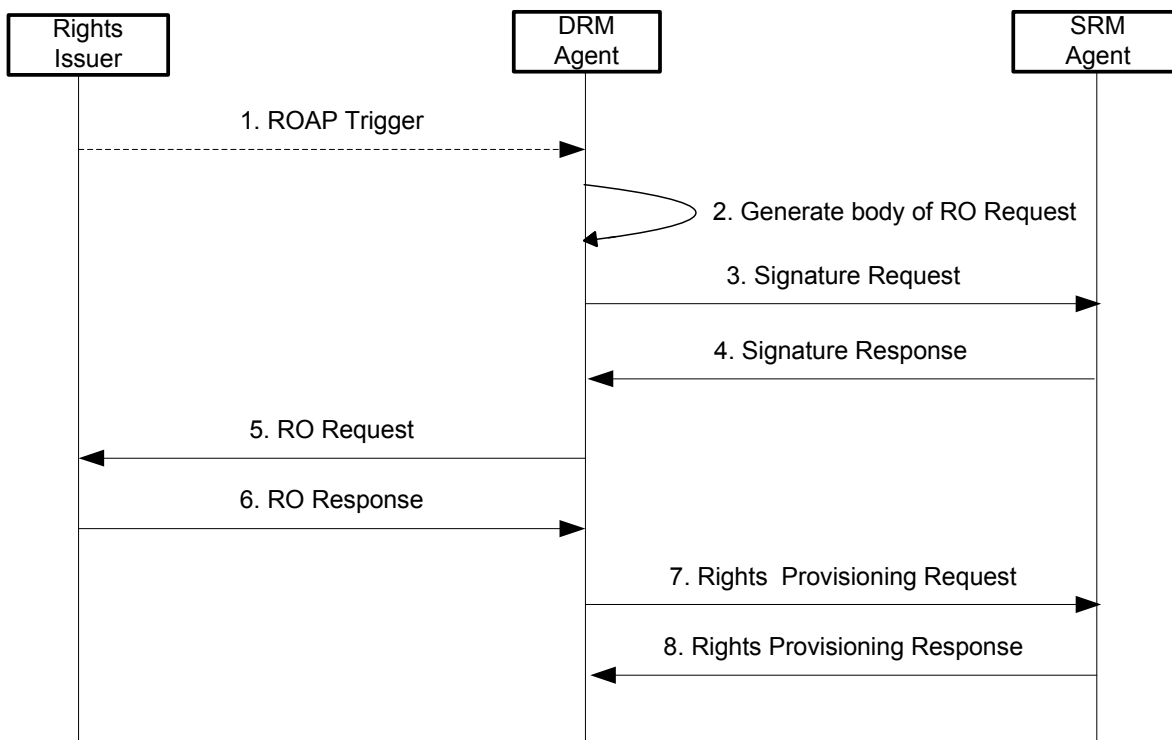 Rights
Issuer
DRM
Agent
SRM
Agent
1. ROAP Trigger
2. Generate body of RO Request
3. Signature Request
4. Signature Response
5. RO Request
6. RO Response
7. Rights  Provisioning Request
8. Rights Provisioning Response